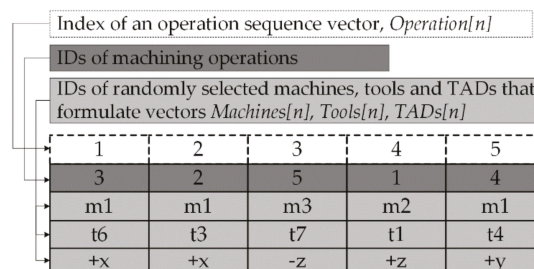 Index of an operation sequence vector, Operation[n]
IDs of machining operations
IDs of randomly selected machines, tools and TADs that
formulate vectors Machines[n], Tools[n], TADs[n]
1 2 3 4 5
3 2 5 1 4
m1 m1 m3 m2 m1
t6 t3 t7 t1 t4
+x +x -z +z +y